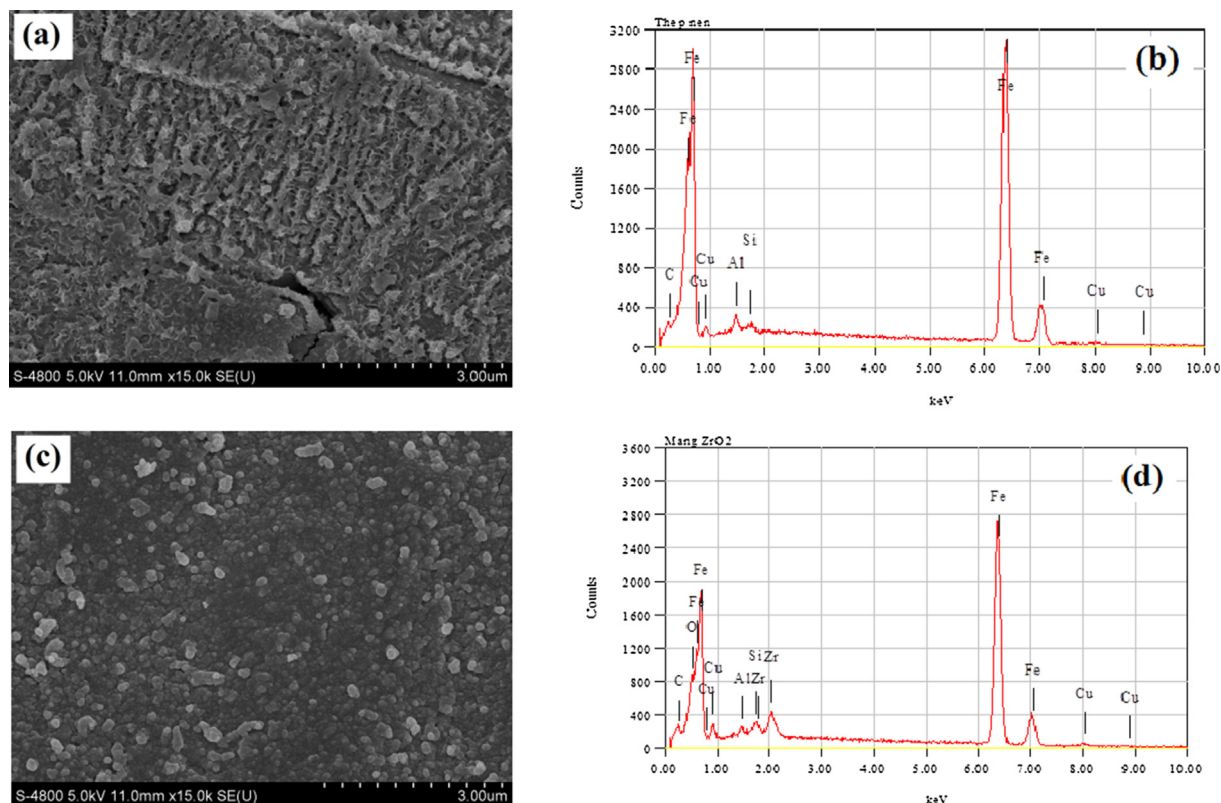 (a)
S-4800 5.0kV 11.0mm x15.0k SE(U)
3.00um
(b)
Thep nen
Counts
3200
2800
2400
2000
1600
1200
800
400
0
Fe
Fe
C
Cu
Cu
Al
Si
Fe
Fe
Cu
Cu
0.00 1.00 2.00 3.00 4.00 5.00 6.00 7.00 8.00 9.00 10.00
keV
(c)
S-4800 5.0kV 11.0mm x15.0k SE(U)
3.00um
(d)
Mang ZrO2
Counts
3600
3200
2800
2400
2000
1600
1200
800
400
0
Fe
Fe
O
C
Cu
Cu
Al
Si
Zr
Zr
Fe
Fe
Cu
Cu
0.00 1.00 2.00 3.00 4.00 5.00 6.00 7.00 8.00 9.00 10.00
keV